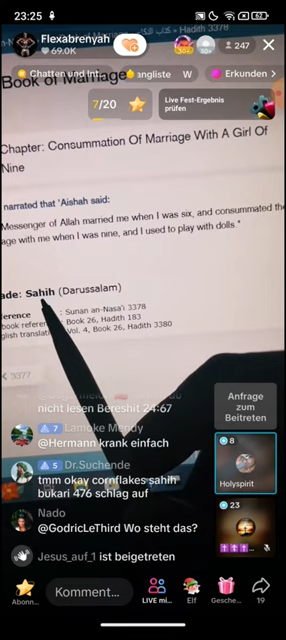 23:25
62
Flexabrenyah
69.0K
247
Hadith 3378
Book of Marriage
Chatten und Int
angliste
W
Erkunden >
7/20
Live Fest-Ergebnis
prüfen
Chapter: Consummation Of Marriage With A Girl Of
Nine
narrated that 'Aishah said:
Messenger of Allah married me when I was six, and consummated the
age with me when I was nine, and I used to play with dolls."
ade: Sahih (Darussalam)
erence : Sunan an-Nasa'i 3378
book referen : Book 26, Hadith 183
glish translati : Vol. 4, Book 26, Hadith 3380
< 3377
nicht lesen Bereshit 24:67
Lamoke Mendy
@Hermann krank einfach
Dr.Suchende
tmm okay cornflakes sahih
bukari 476 schlag auf
Nado
@GodricLeThird Wo steht das?
Jesus_auf_1 ist beigetreten
Anfrage
zum
Beitreten
8
Holyspirit
23
Abonn...
Kommentar...
LIVE mi...
Elf
Gesche...
19